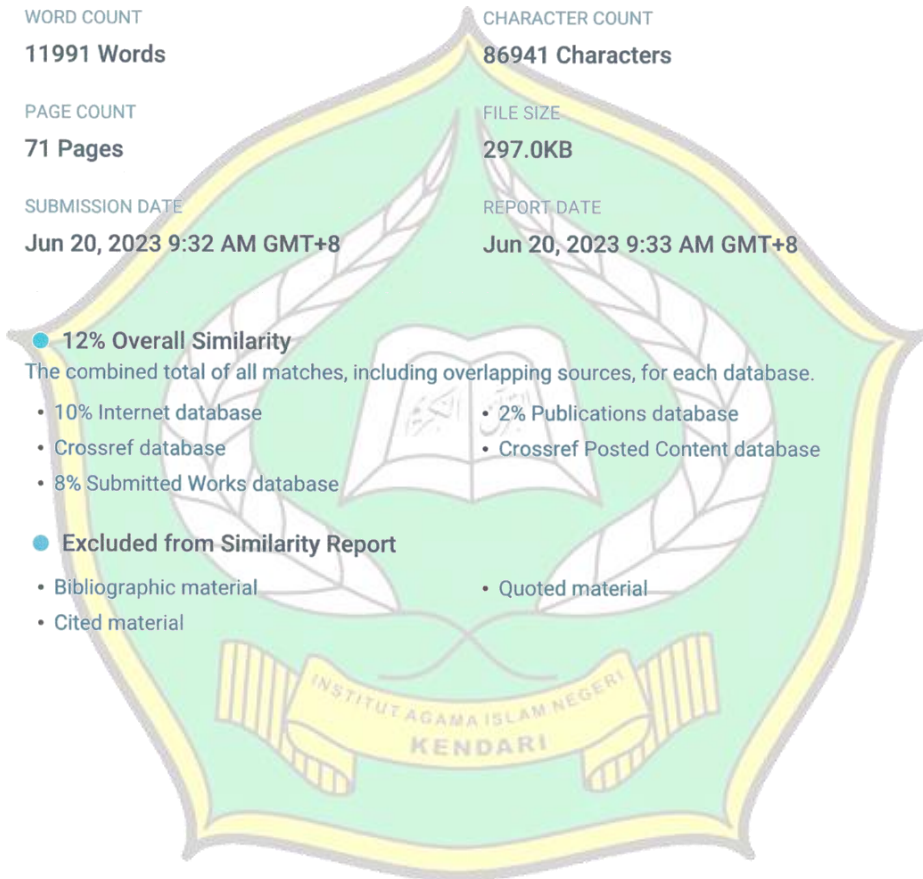 WORD COUNT
11991 Words
CHARACTER COUNT
86941 Characters
PAGE COUNT
71 Pages
FILE SIZE
297.0KB
SUBMISSION DATE
Jun 20, 2023 9:32 AM GMT+8
REPORT DATE
Jun 20, 2023 9:33 AM GMT+8
● 12% Overall Similarity
The combined total of all matches, including overlapping sources, for each database.
• 10% Internet database
• 2% Publications database
• Crossref database
• Crossref Posted Content database
• 8% Submitted Works database
● Excluded from Similarity Report
• Bibliographic material
• Quoted material
• Cited material
INSTITUT AGAMA ISLAM NEGERI
KENDARI